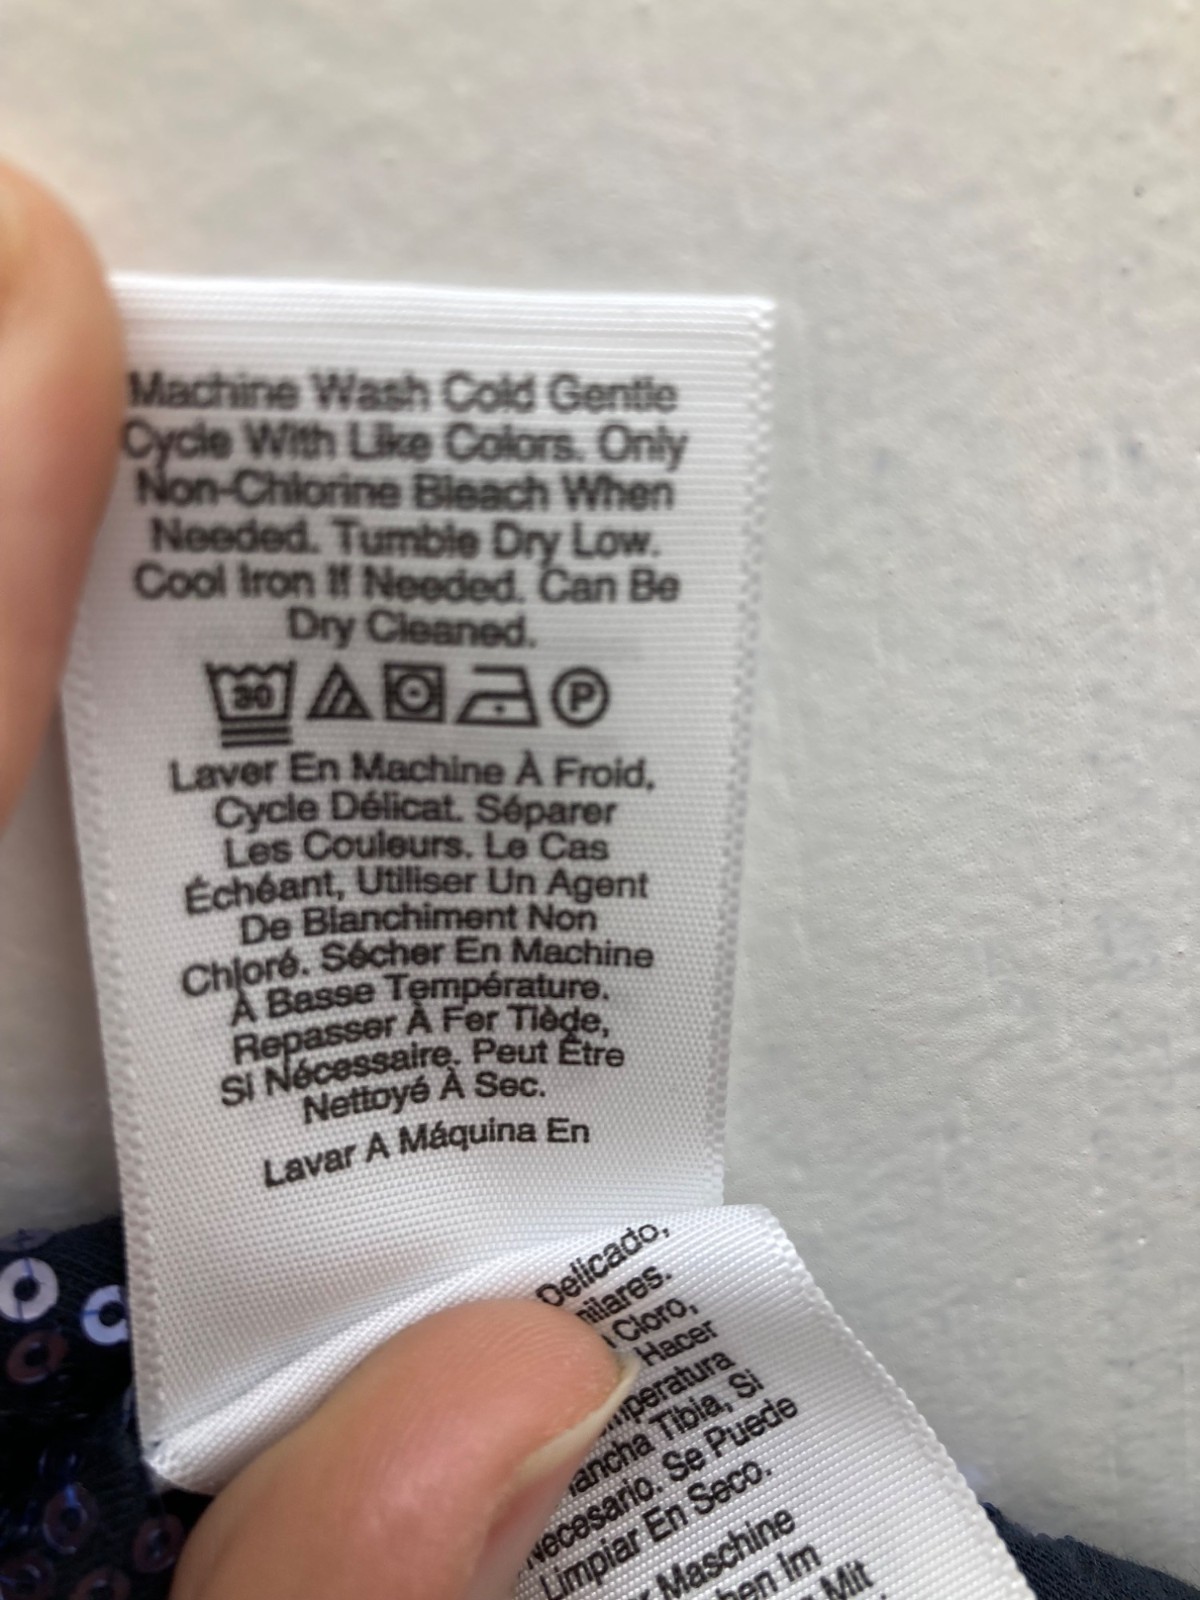 Machine Wash Cold Gentle
Cycle With Like Colors. Only
Non-Chlorine Bleach When
Needed. Tumble Dry Low.
Cool Iron If Needed. Can Be
Dry Cleaned.
30 P
Laver En Machine À Froid,
Cycle Délicat. Séparer
Les Couleurs. Le Cas
Échéant, Utiliser Un Agent
De Blanchiment Non
Chloré. Sécher En Machine
À Basse Température.
Repasser À Fer Tiède,
Si Nécessaire. Peut Être
Nettoyé À Sec.
Lavar A Máquina En
Delicado,
Cloro,
Hacer
Tibia, Si
Necesario. Se Puede
Limpiar En Seco.
Maschine
Im
Mit